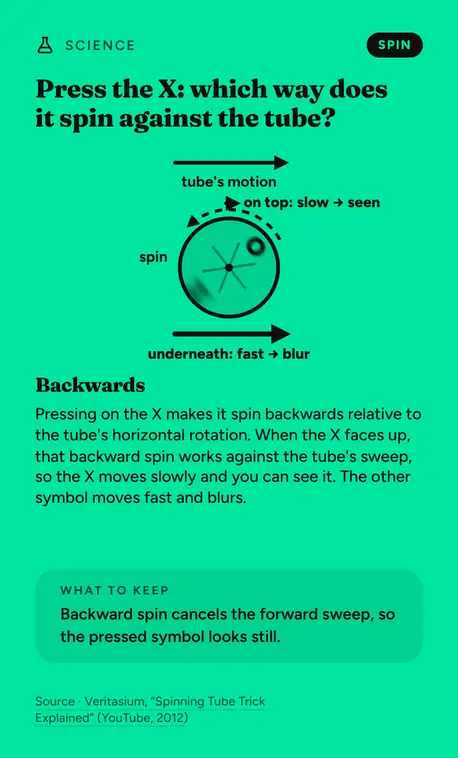 SCIENCE
SPIN
Press the X: which way does
it spin against the tube?
tube's motion
on top: slow → seen
spin
underneath: fast → blur
Backwards
Pressing on the X makes it spin backwards relative to
the tube's horizontal rotation. When the X faces up,
that backward spin works against the tube's sweep,
so the X moves slowly and you can see it. The other
symbol moves fast and blurs.
WHAT TO KEEP
Backward spin cancels the forward sweep, so
the pressed symbol looks still.
Source · Veritasium, “Spinning Tube Trick
Explained” (YouTube, 2012)